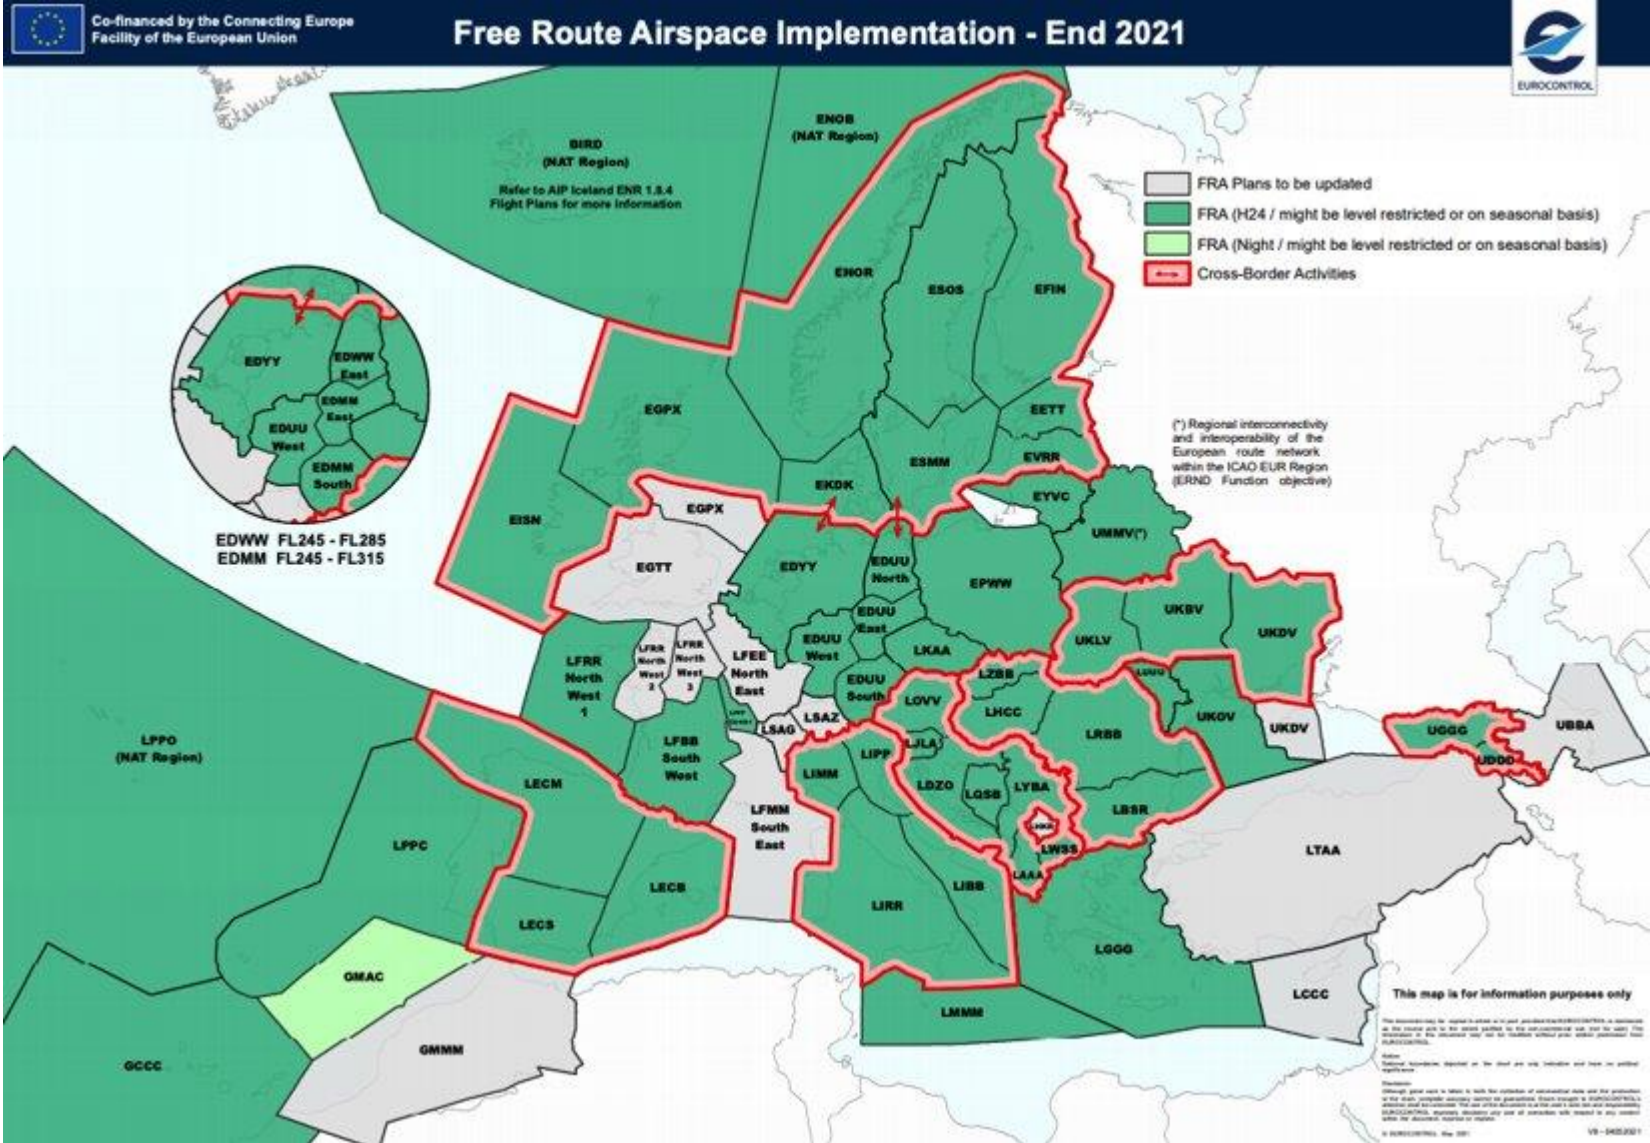 Co-financed by the Connecting Europe
Facility of the European Union
Free Route Airspace Implementation - End 2021
EUROCONTROL
BIRD
(NAT Region)
Refer to AIP Iceland ENR 1.8.4
Flight Plans for more Information
ENOB
(NAT Region)
FRA Plans to be updated
FRA (H24 / might be level restricted or on seasonal basis)
FRA (Night / might be level restricted or on seasonal basis)
Cross-Border Activities
ENOR
ESOS
EFIN
EDYY
EDWW
East
EDMM
East
EDUU
West
EDMM
South
EDWW FL245 - FL285
EDMM FL245 - FL315
EGPX
EETT
EVRR
ESMM
EKDK
EYVC
(*) Regional interconnectivity
and interoperability of the
European route network
within the ICAO EUR Region
(ERND Function objective)
EISN
EGPX
EGTT
EDYY
EDUU
North
EPWW
UMMV(*)
EDUU
East
EDUU
West
LKAA
UKLV
UKBV
UKDV
LFRR
North
West
1
LFRR
North
West
2
LFRR
North
West
3
LFEE
North
East
EDUU
South
LOVV
LZBB
LHCC
LUUU
UKOV
UKDV
LSAG
LSAZ
LJLA
LRBB
UGGG
UDDD
UBBA
LPPO
(NAT Region)
LECM
LFBB
South
West
LIMM
LIPP
LDZO
LQSB
LYBA
LBSR
LFMM
South
East
LWSS
LAAA
LTAA
LPPC
LECB
LECS
LIRR
LIBB
LGGG
GMAC
LMMM
LCCC
GMMM
GCCC
This map is for information purposes only